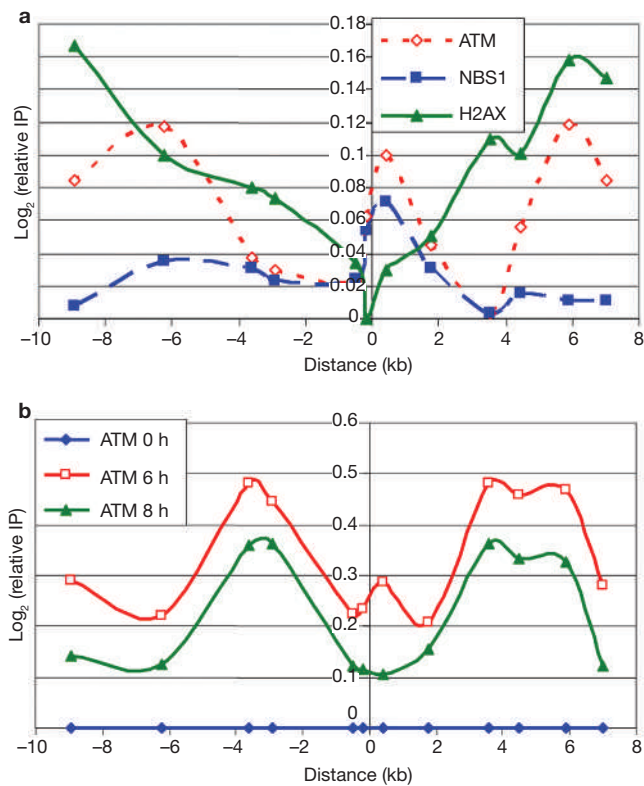 a
Log2 (relative IP)
0.18
0.16
0.14
0.12
0.1
0.08
0.06
0.04
0.02
0
ATM
NBS1
H2AX
−10 −8 −6 −4 −2 0 2 4 6 8
Distance (kb)
b
Log2 (relative IP)
0.6
0.5
0.4
0.3
0.2
0.1
0
ATM 0 h
ATM 6 h
ATM 8 h
−10 −8 −6 −4 −2 0 2 4 6 8
Distance (kb)